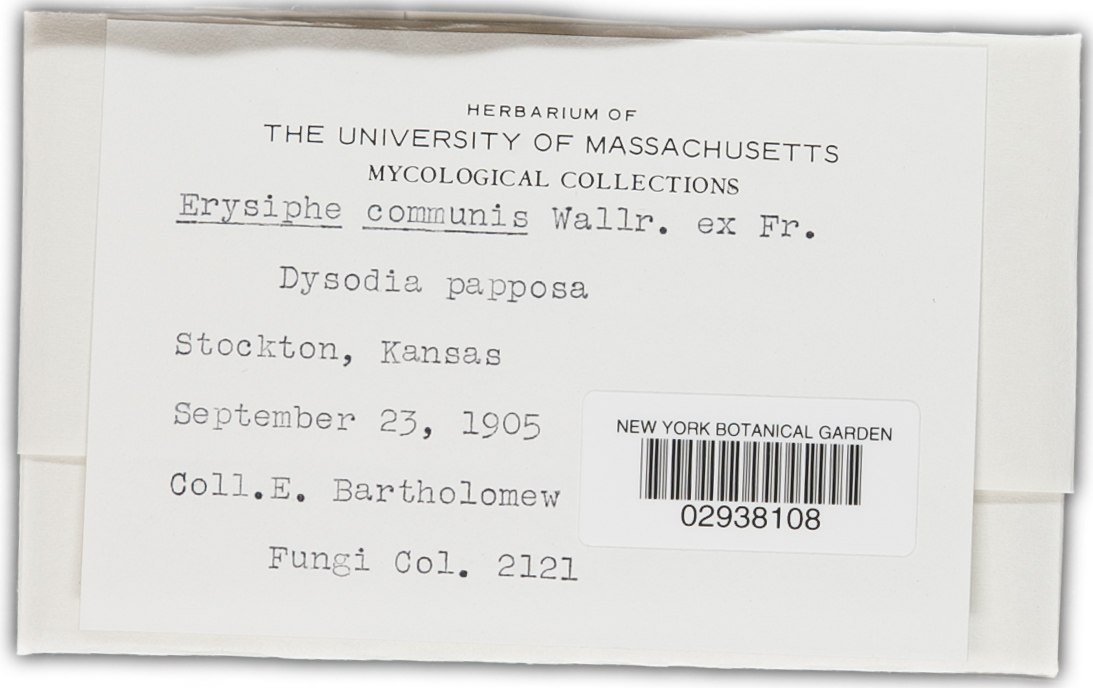 HERBARIUM OF
THE UNIVERSITY OF MASSACHUSETTS
MYCOLOGICAL COLLECTIONS
Erysiphe communis Wallr. ex Fr.
Dysodia papposa
Stockton, Kansas
September 23, 1905
Coll.E. Bartholomew
Fungi Col. 2121
NEW YORK BOTANICAL GARDEN
02938108